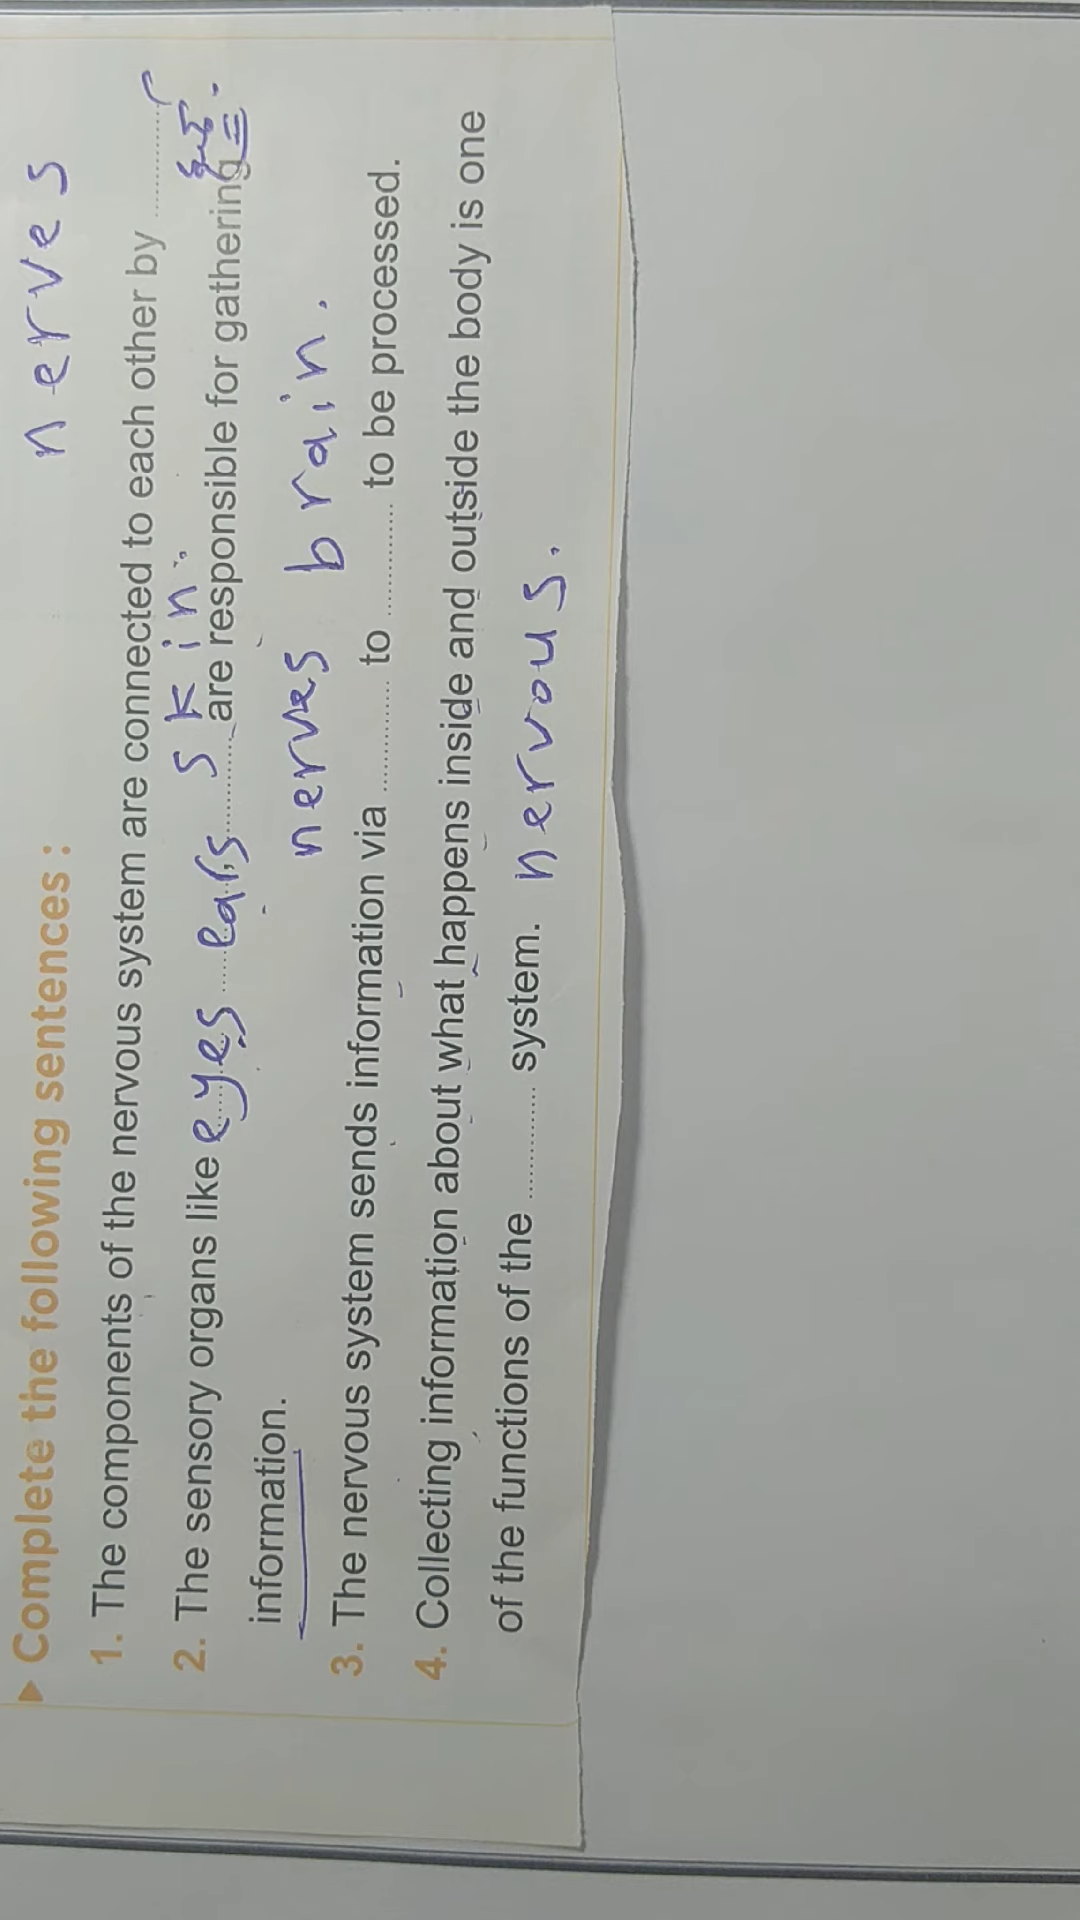 nerves
▶ Complete the following sentences :
1. The components of the nervous system are connected to each other by ............
skin.
2. The sensory organs like eyes ears are responsible for gathering
information.
nerves brain.
3. The nervous system sends information via ............ to ............ to be processed.
4. Collecting information about what happens inside and outside the body is one
of the functions of the ............ system. nervous.